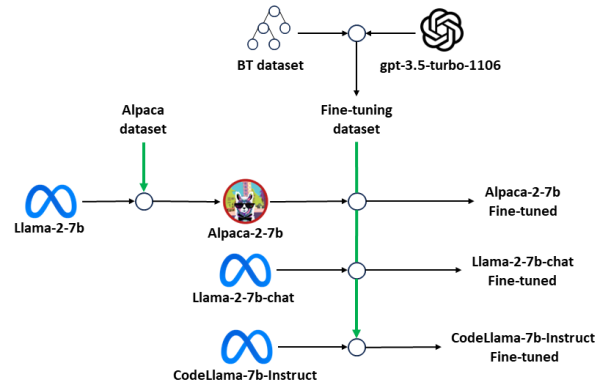 BT dataset
gpt-3.5-turbo-1106
Alpaca
dataset
Fine-tuning
dataset
Llama-2-7b
Alpaca-2-7b
Alpaca-2-7b
Fine-tuned
Llama-2-7b-chat
Llama-2-7b-chat
Fine-tuned
CodeLlama-7b-Instruct
CodeLlama-7b-Instruct
Fine-tuned